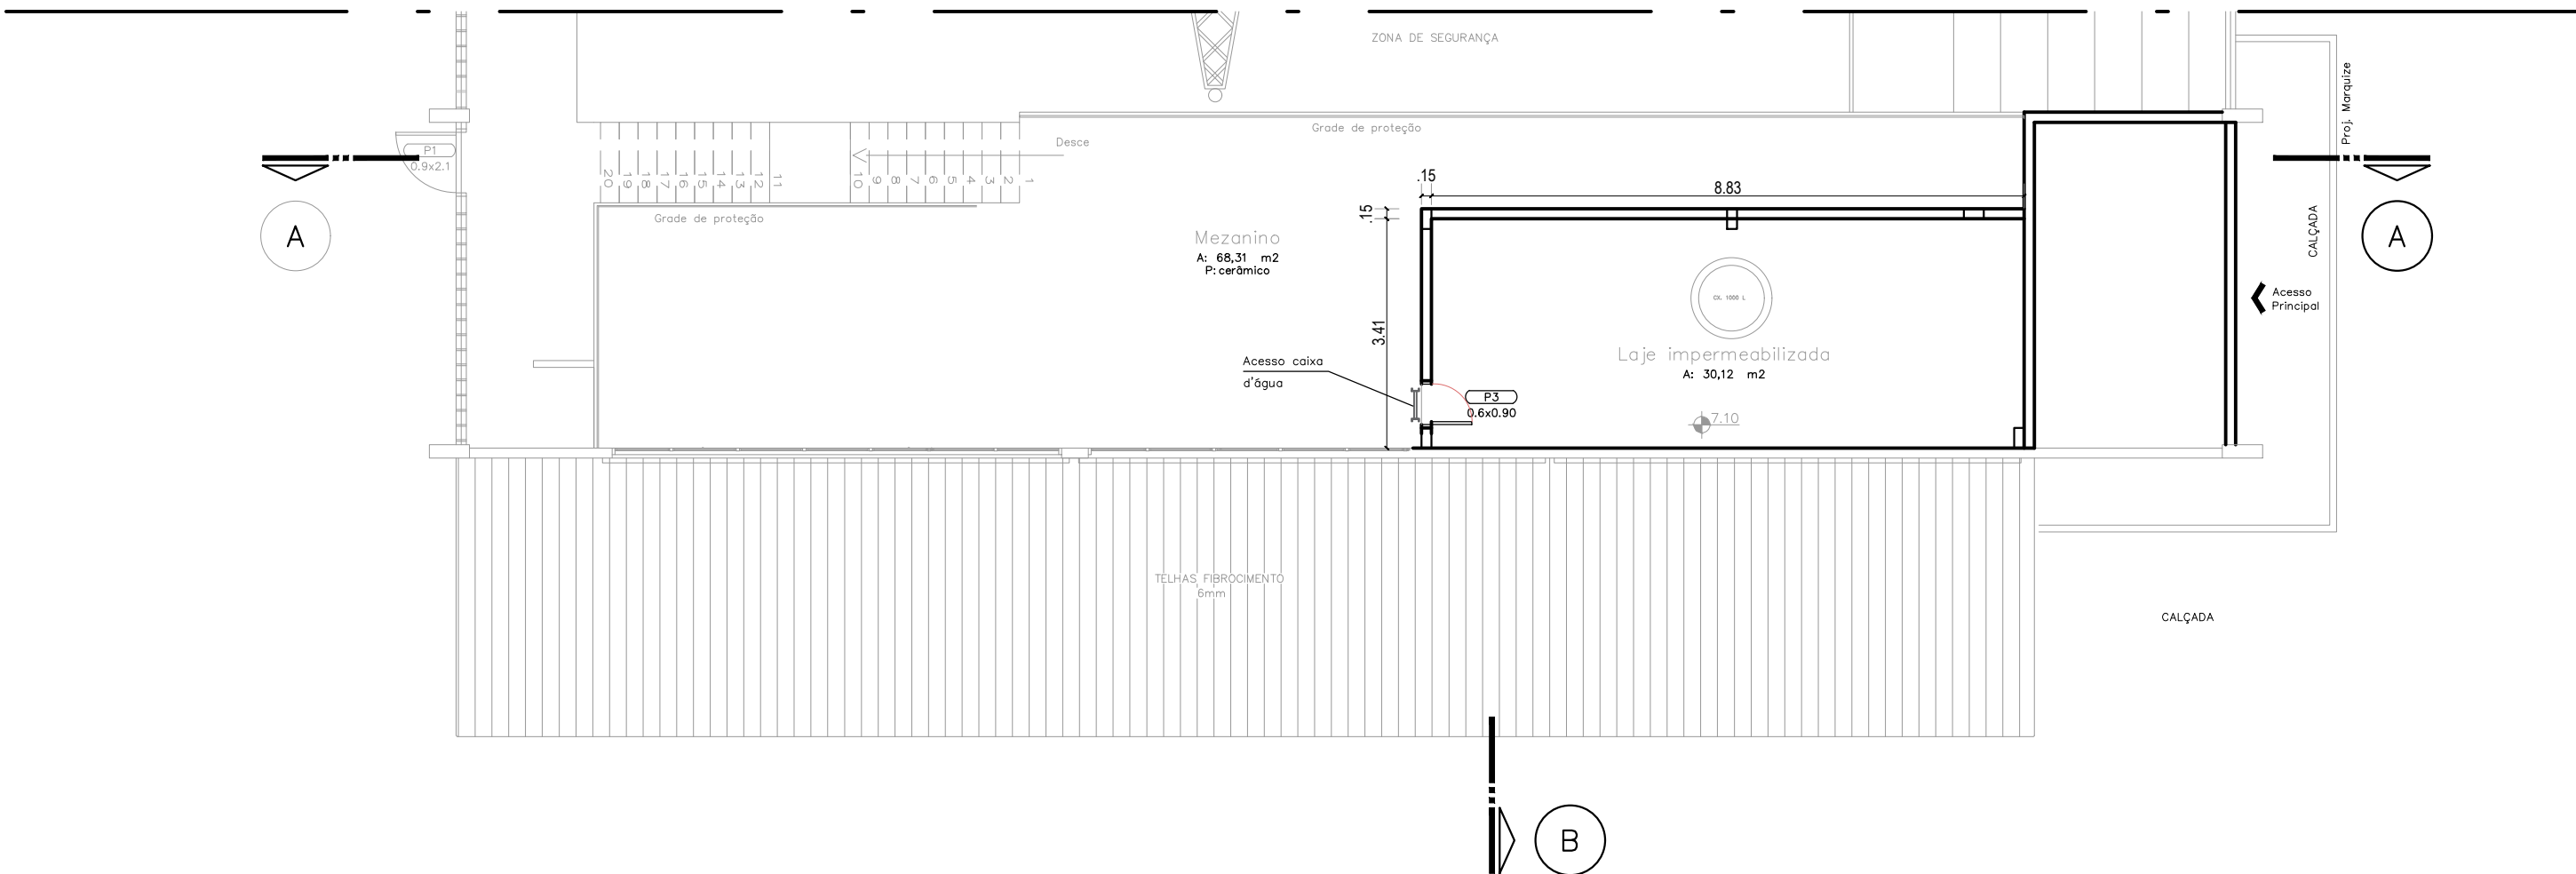 ZONA DE SEGURANÇA
Proj. Marquize
Grade de proteção
Desce
P1
0.9x2.1
20
19
18
17
16
15
14
13
12
11
10
9
8
7
6
5
4
3
2
1
.15
8.83
.15
Grade de proteção
A
A
CALÇADA
Mezanino
A: 68,31 m2
P: cerâmico
Acesso
Principal
CX. 1000 L
3.41
Laje impermeabilizada
A: 30,12 m2
Acesso caixa
d'água
P3
0.6x0.90
7.10
TELHAS FIBROCIMENTO
6mm
CALÇADA
B